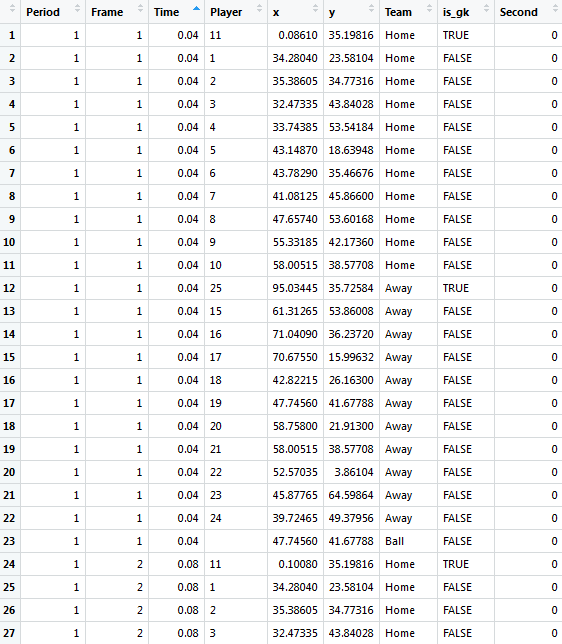 Period Frame Time Player x y Team is_gk Second
1 1 1 0.04 11 0.08610 35.19816 Home TRUE 0
2 1 1 0.04 1 34.28040 23.58104 Home FALSE 0
3 1 1 0.04 2 35.38605 34.77316 Home FALSE 0
4 1 1 0.04 3 32.47335 43.84028 Home FALSE 0
5 1 1 0.04 4 33.74385 53.54184 Home FALSE 0
6 1 1 0.04 5 43.14870 18.63948 Home FALSE 0
7 1 1 0.04 6 43.78290 35.46676 Home FALSE 0
8 1 1 0.04 7 41.08125 45.86600 Home FALSE 0
9 1 1 0.04 8 47.65740 53.60168 Home FALSE 0
10 1 1 0.04 9 55.33185 42.17360 Home FALSE 0
11 1 1 0.04 10 58.00515 38.57708 Home FALSE 0
12 1 1 0.04 25 95.03445 35.72584 Away TRUE 0
13 1 1 0.04 15 61.31265 53.86008 Away FALSE 0
14 1 1 0.04 16 71.04090 36.23720 Away FALSE 0
15 1 1 0.04 17 70.67550 15.99632 Away FALSE 0
16 1 1 0.04 18 42.82215 26.16300 Away FALSE 0
17 1 1 0.04 19 47.74560 41.67788 Away FALSE 0
18 1 1 0.04 20 58.75800 21.91300 Away FALSE 0
19 1 1 0.04 21 58.00515 38.57708 Away FALSE 0
20 1 1 0.04 22 52.57035 3.86104 Away FALSE 0
21 1 1 0.04 23 45.87765 64.59864 Away FALSE 0
22 1 1 0.04 24 39.72465 49.37956 Away FALSE 0
23 1 1 0.04 47.74560 41.67788 Ball FALSE 0
24 1 2 0.08 11 0.10080 35.19816 Home TRUE 0
25 1 2 0.08 1 34.28040 23.58104 Home FALSE 0
26 1 2 0.08 2 35.38605 34.77316 Home FALSE 0
27 1 2 0.08 3 32.47335 43.84028 Home FALSE 0